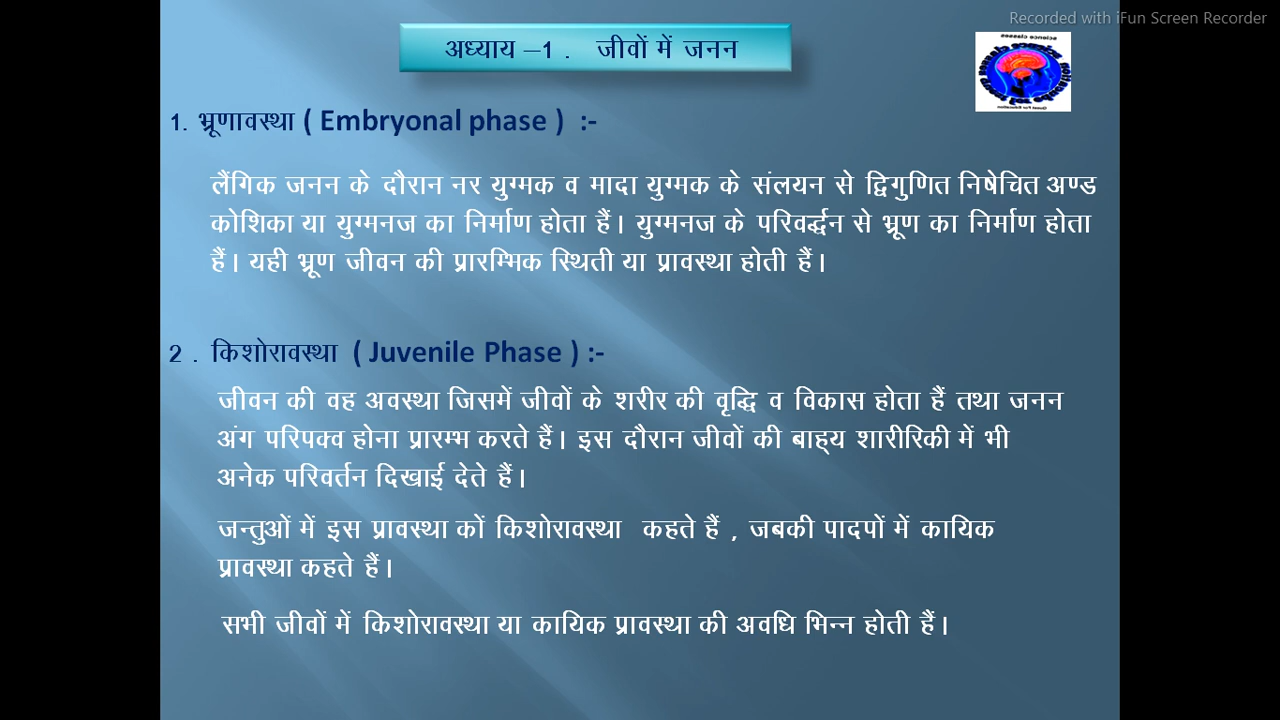 Recorded with iFun Screen Recorder
अध्याय –1 . जीवों में जनन
science classes
1. भ्रूणावस्था ( Embryonal phase ) :-
लैंगिक जनन के दौरान नर युग्मक व मादा युग्मक के संलयन से द्विगुणित निषेचित अण्ड
कोशिका या युग्मनज का निर्माण होता हैं। युग्मनज के परिवर्द्धन से भ्रूण का निर्माण होता
हैं। यही भ्रूण जीवन की प्रारम्भिक स्थिती या प्रावस्था होती हैं।
2 . किशोरावस्था ( Juvenile Phase ) :-
जीवन की वह अवस्था जिसमें जीवों के शरीर की वृद्धि व विकास होता हैं तथा जनन
अंग परिपक्व होना प्रारम्भ करते हैं। इस दौरान जीवों की बाह्य शारीरिकी में भी
अनेक परिवर्तन दिखाई देते हैं।
जन्तुओं में इस प्रावस्था कों किशोरावस्था कहते हैं , जबकी पादपों में कायिक
प्रावस्था कहते हैं।
सभी जीवों में किशोरावस्था या कायिक प्रावस्था की अवधि भिन्न होती हैं।